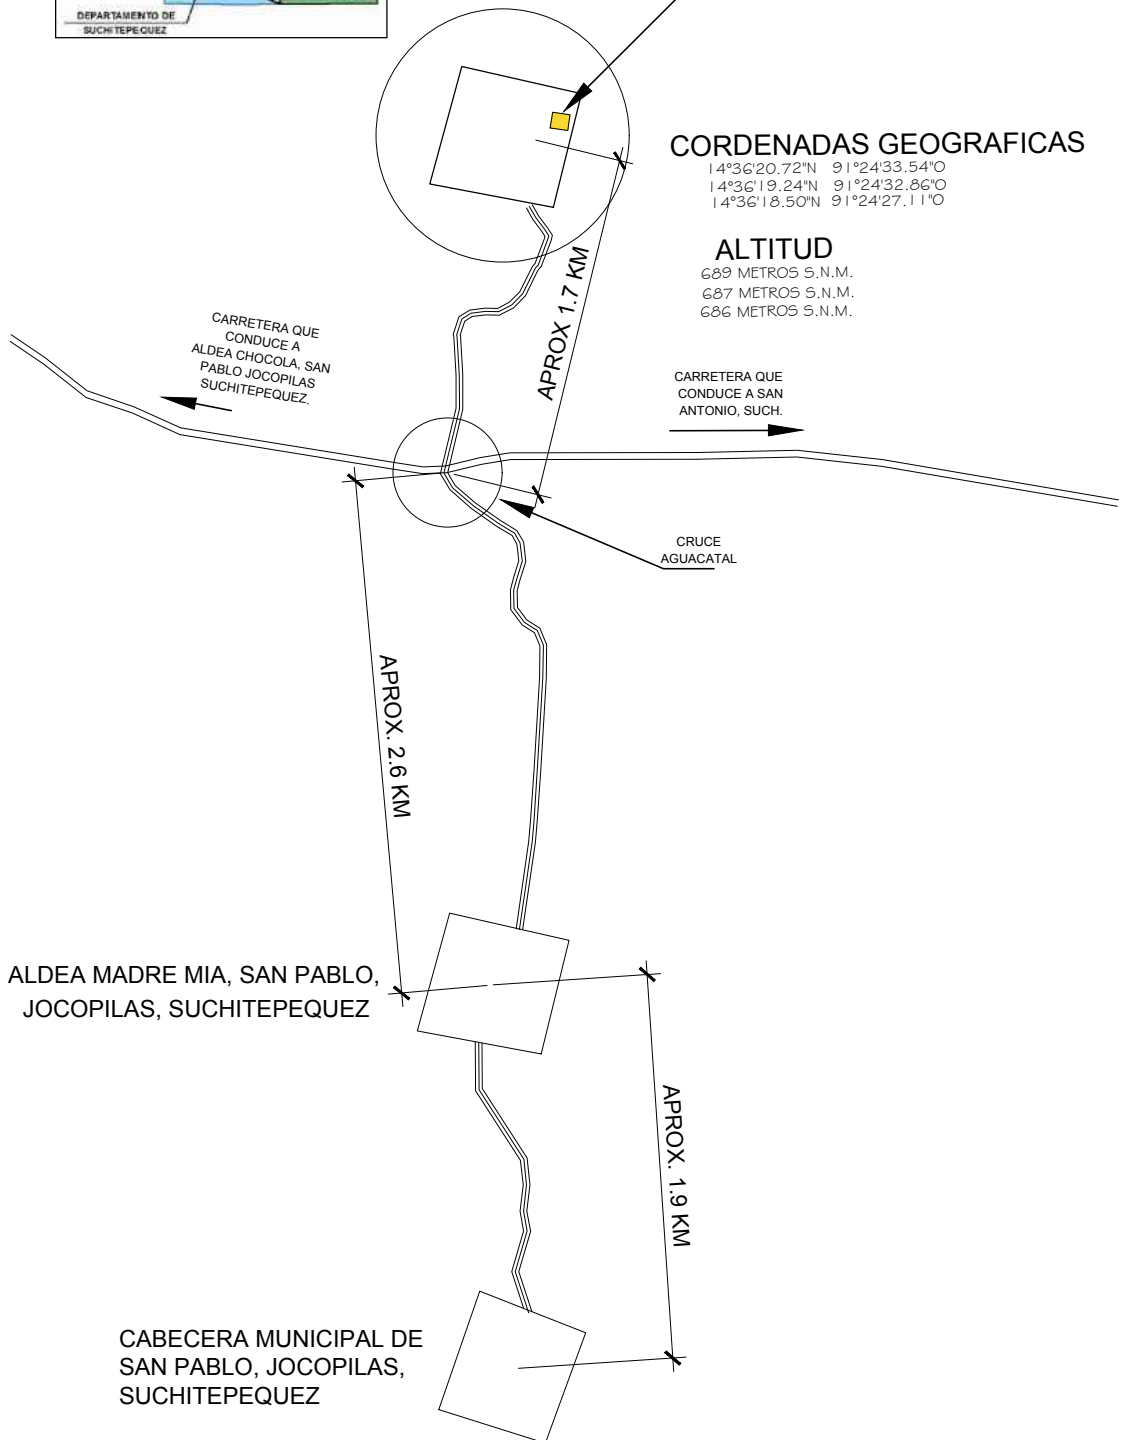 DEPARTAMENTO DE
SUCHITEPEQUEZ
CORDENADAS GEOGRAFICAS
14°36'20.72"N 91°24'33.54"O
14°36'19.24"N 91°24'32.86"O
14°36'18.50"N 91°24'27.11"O
ALTITUD
689 METROS S.N.M.
687 METROS S.N.M.
686 METROS S.N.M.
APROX 1.7 KM
CARRETERA QUE
CONDUCE A
ALDEA CHOCOLA, SAN
PABLO JOCOPILAS
SUCHITEPEQUEZ.
CARRETERA QUE
CONDUCE A SAN
ANTONIO, SUCH.
CRUCE
AGUACATAL
APROX. 2.6 KM
ALDEA MADRE MIA, SAN PABLO,
JOCOPILAS, SUCHITEPEQUEZ
APROX. 1.9 KM
CABECERA MUNICIPAL DE
SAN PABLO, JOCOPILAS,
SUCHITEPEQUEZ